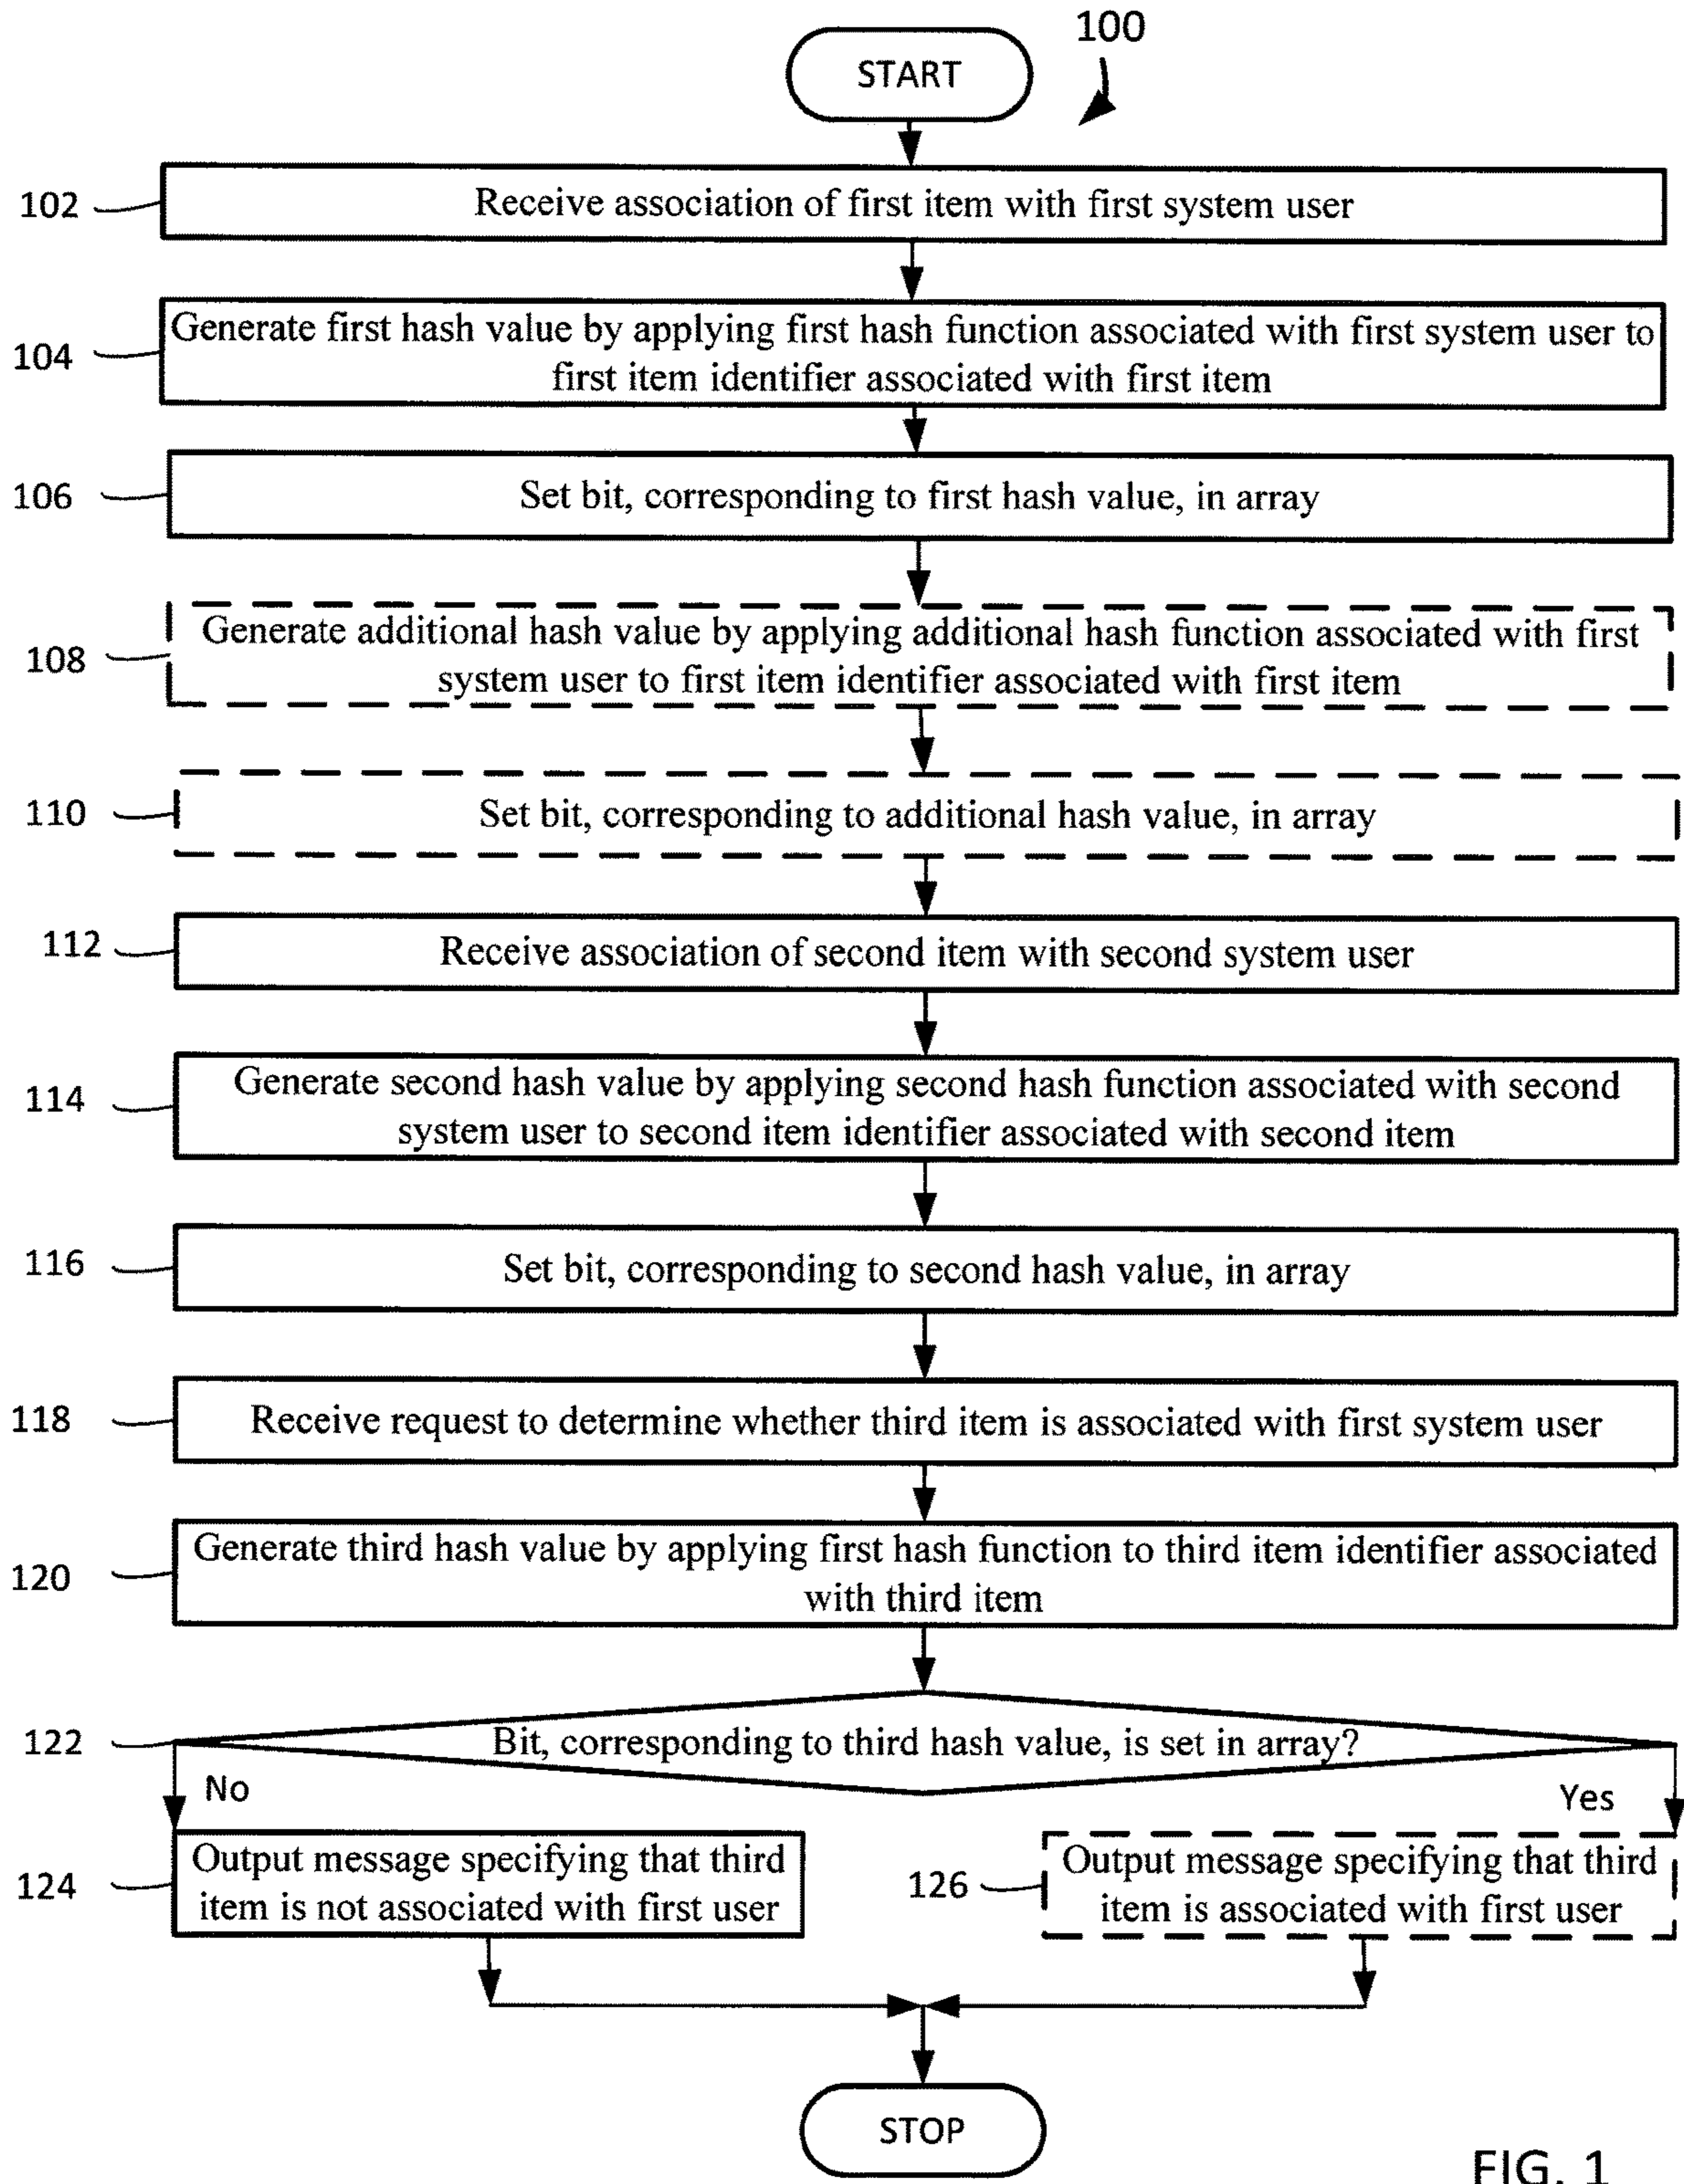 100
START
102
Receive association of first item with first system user
104
Generate first hash value by applying first hash function associated with first system user to
first item identifier associated with first item
106
Set bit, corresponding to first hash value, in array
108
Generate additional hash value by applying additional hash function associated with first
system user to first item identifier associated with first item
110
Set bit, corresponding to additional hash value, in array
112
Receive association of second item with second system user
114
Generate second hash value by applying second hash function associated with second
system user to second item identifier associated with second item
116
Set bit, corresponding to second hash value, in array
118
Receive request to determine whether third item is associated with first system user
120
Generate third hash value by applying first hash function to third item identifier associated
with third item
122
Bit, corresponding to third hash value, is set in array?
No
Yes
124
Output message specifying that third
item is not associated with first user
126
Output message specifying that third
item is associated with first user
STOP
FIG. 1